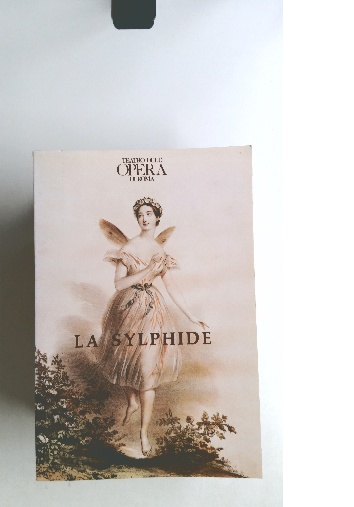 TEATRO DELL'
OPERA
DI ROMA
LA SYLPHIDE